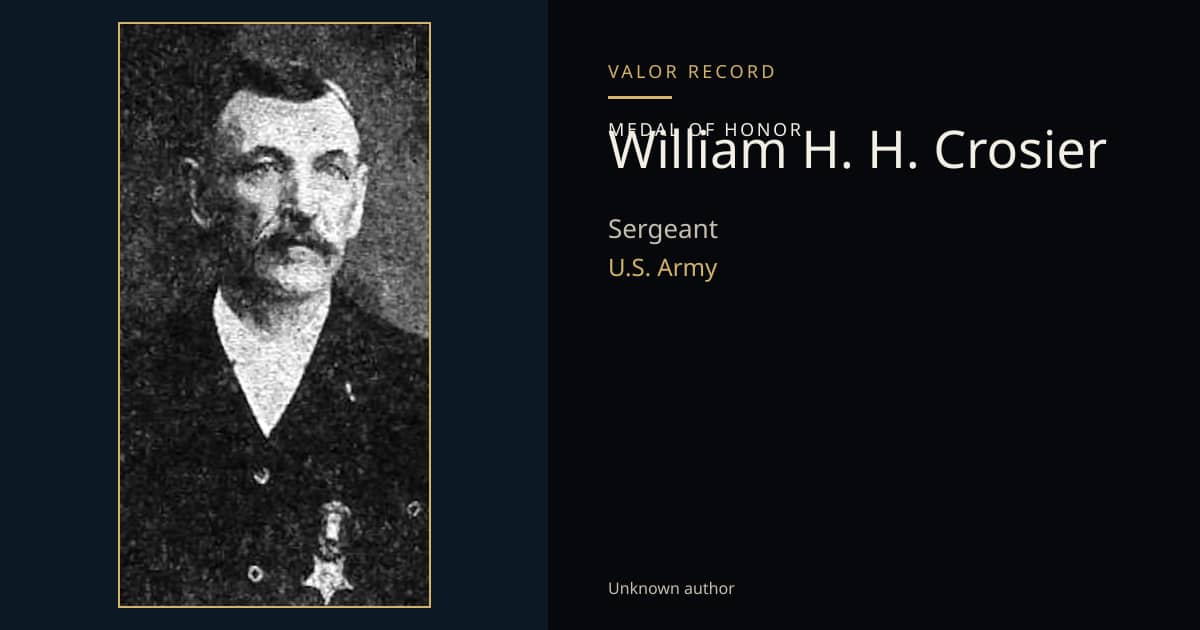 VALOR RECORD
MEDAL OF HONOR
William H. H. Crosier
Sergeant
U.S. Army
Unknown author